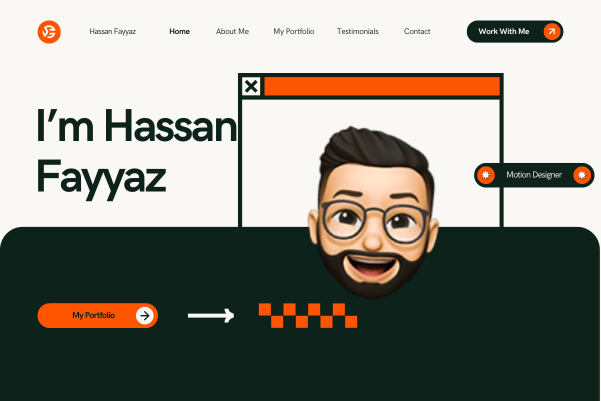 Hassan Fayyaz
Home
About Me
My Portfolio
Testimonials
Contact
Work With Me
I'm Hassan
Fayyaz
Motion Designer
My Portfolio